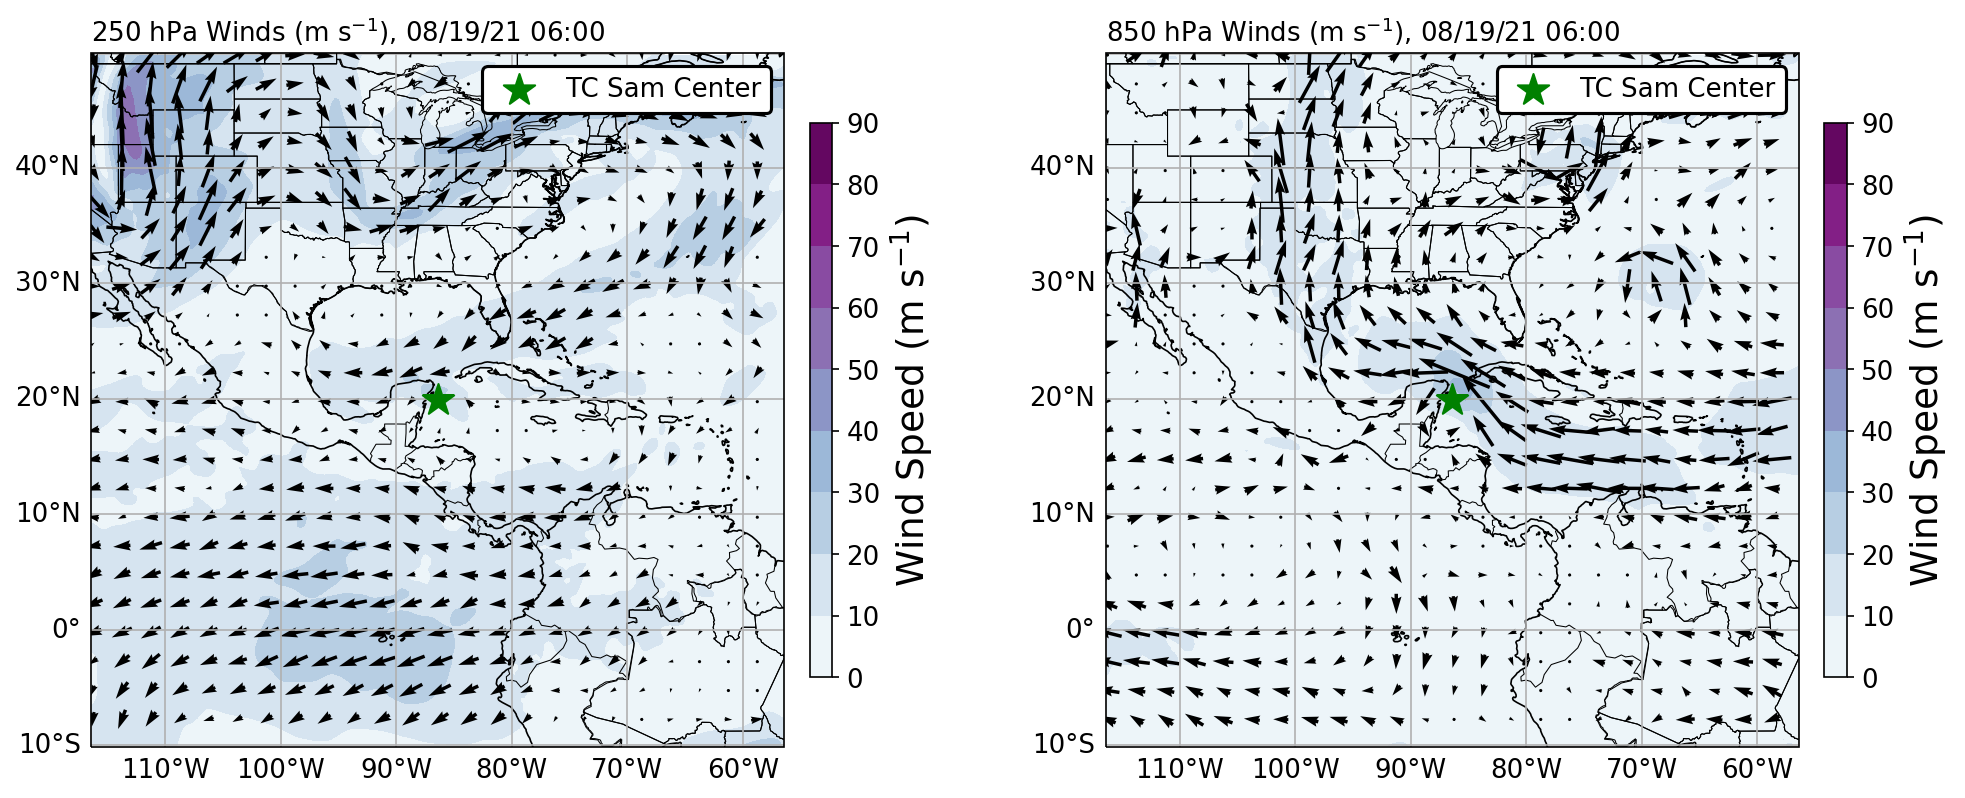 250 hPa Winds (m s⁻¹), 08/19/21 06:00
TC Sam Center
40°N
30°N
20°N
10°N
0°
10°S
110°W 100°W 90°W 80°W 70°W 60°W
90
80
70
60
50
40
30
20
10
0
Wind Speed (m s⁻¹)
850 hPa Winds (m s⁻¹), 08/19/21 06:00
TC Sam Center
40°N
30°N
20°N
10°N
0°
10°S
110°W 100°W 90°W 80°W 70°W 60°W
90
80
70
60
50
40
30
20
10
0
Wind Speed (m s⁻¹)